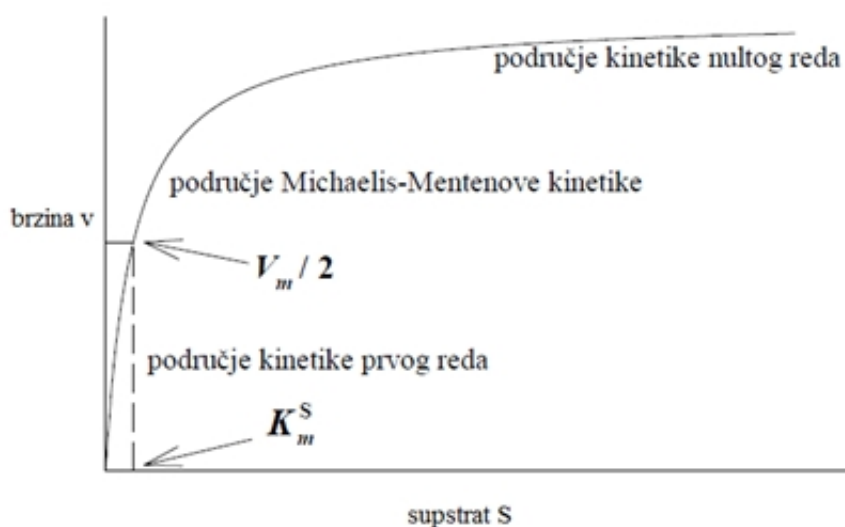 područje kinetike nultog reda
područje Michaelis-Mentenove kinetike
brzina v
V_m / 2
područje kinetike prvog reda
K_m^S
supstrat S